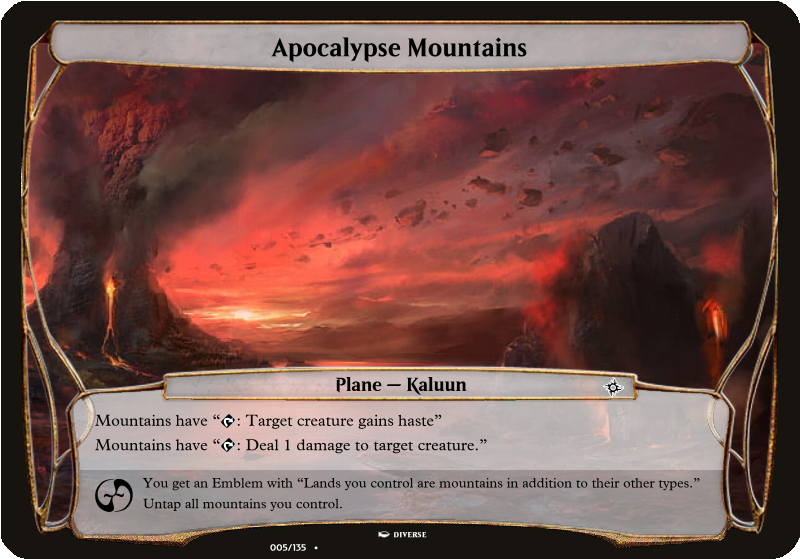 Apocalypse Mountains
Plane — Kaluun
Mountains have “: Target creature gains haste”
Mountains have “: Deal 1 damage to target creature.”
You get an Emblem with “Lands you control are mountains in addition to their other types.”
Untap all mountains you control.
DIVERSE
005/135 •